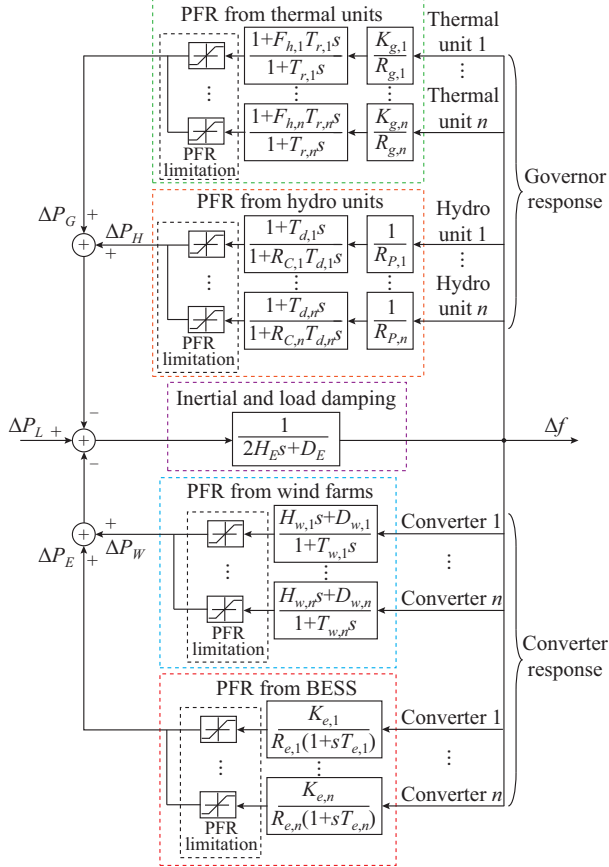 PFR from thermal units
1+F_{h,1}T_{r,1}s
1+T_{r,1}s
K_{g,1}
R_{g,1}
Thermal
unit 1
⋮
1+F_{h,n}T_{r,n}s
1+T_{r,n}s
K_{g,n}
R_{g,n}
Thermal
unit n
PFR
limitation
Governor
response
PFR from hydro units
ΔP_G
+
ΔP_H
+
+
1+T_{d,1}s
1+R_{C,1}T_{d,1}s
1
R_{P,1}
Hydro
unit 1
⋮
1+T_{d,n}s
1+R_{C,n}T_{d,n}s
1
R_{P,n}
Hydro
unit n
PFR
limitation
Inertial and load damping
−
ΔP_L
+
+
−
1
2H_Es+D_E
Δf
PFR from wind farms
ΔP_E
+
+
ΔP_W
+
H_{w,1}s+D_{w,1}
1+T_{w,1}s
Converter 1
⋮
H_{w,n}s+D_{w,n}
1+T_{w,n}s
Converter n
PFR
limitation
Converter
response
PFR from BESS
K_{e,1}
R_{e,1}(1+sT_{e,1})
Converter 1
⋮
K_{e,n}
R_{e,n}(1+sT_{e,n})
Converter n
PFR
limitation